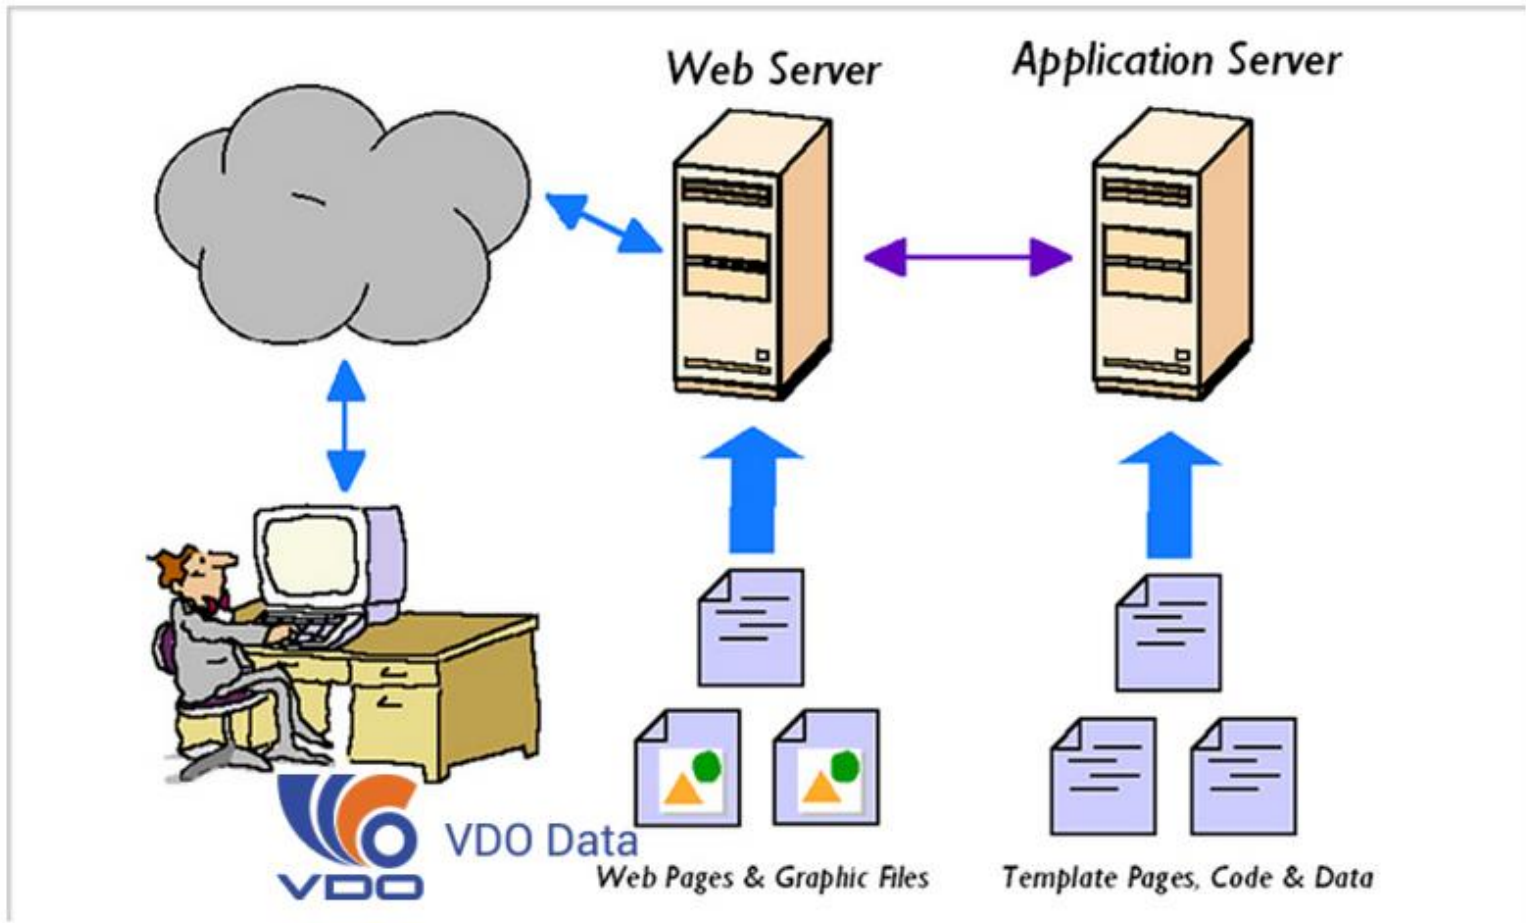 Web Server
Application Server
VDO Data
VDO
Web Pages & Graphic Files
Template Pages, Code & Data